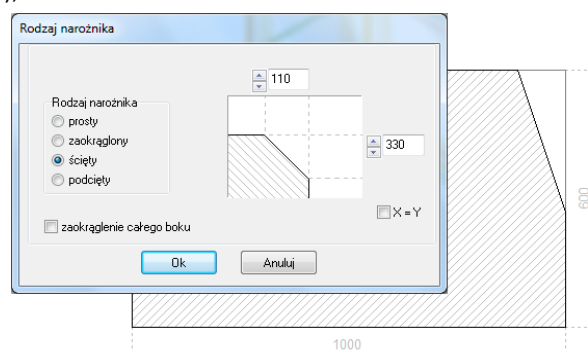 Rodzaj narożnika
110
Rodzaj narożnika
prosty
zaokrąglony
ścięty
podcięty
330
X = Y
zaokrąglenie całego boku
Ok
Anuluj
600
1000